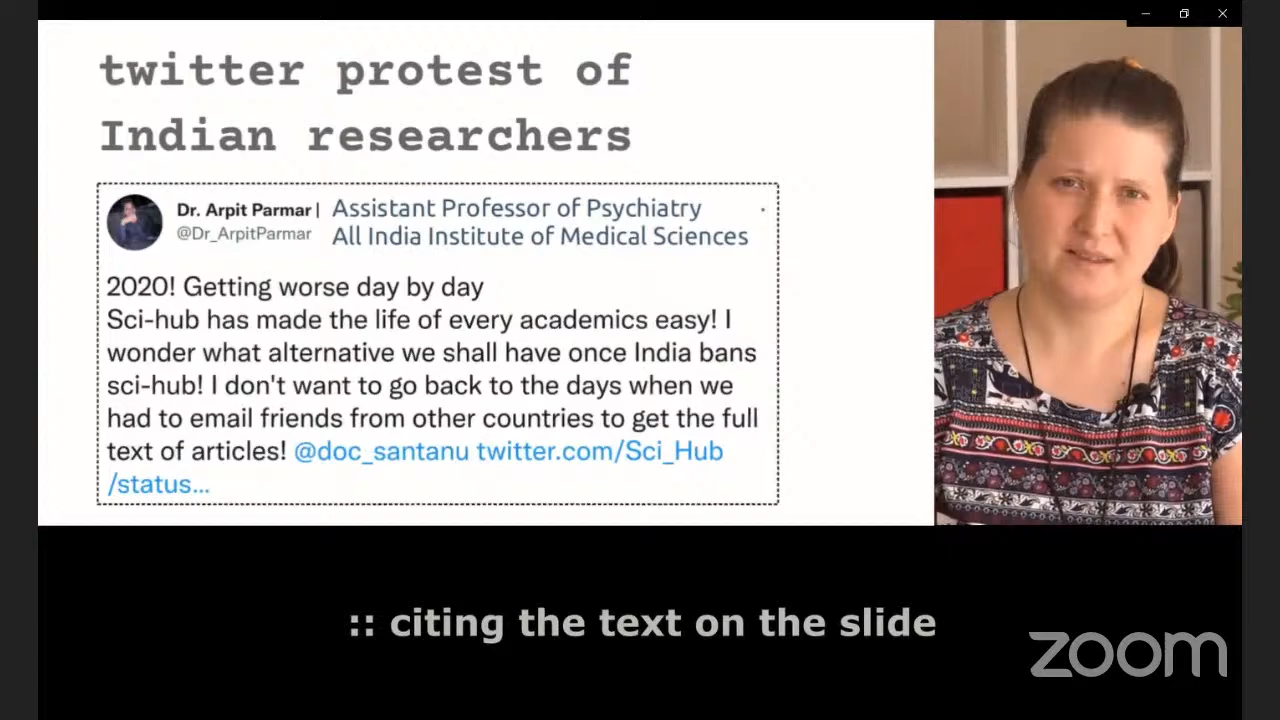 twitter protest of
Indian researchers
Dr. Arpit Parmar | Assistant Professor of Psychiatry
@Dr_ArpitParmar All India Institute of Medical Sciences
2020! Getting worse day by day
Sci-hub has made the life of every academics easy! I
wonder what alternative we shall have once India bans
sci-hub! I don't want to go back to the days when we
had to email friends from other countries to get the full
text of articles! @doc_santanu twitter.com/Sci_Hub
/status...
:: citing the text on the slide
zoom